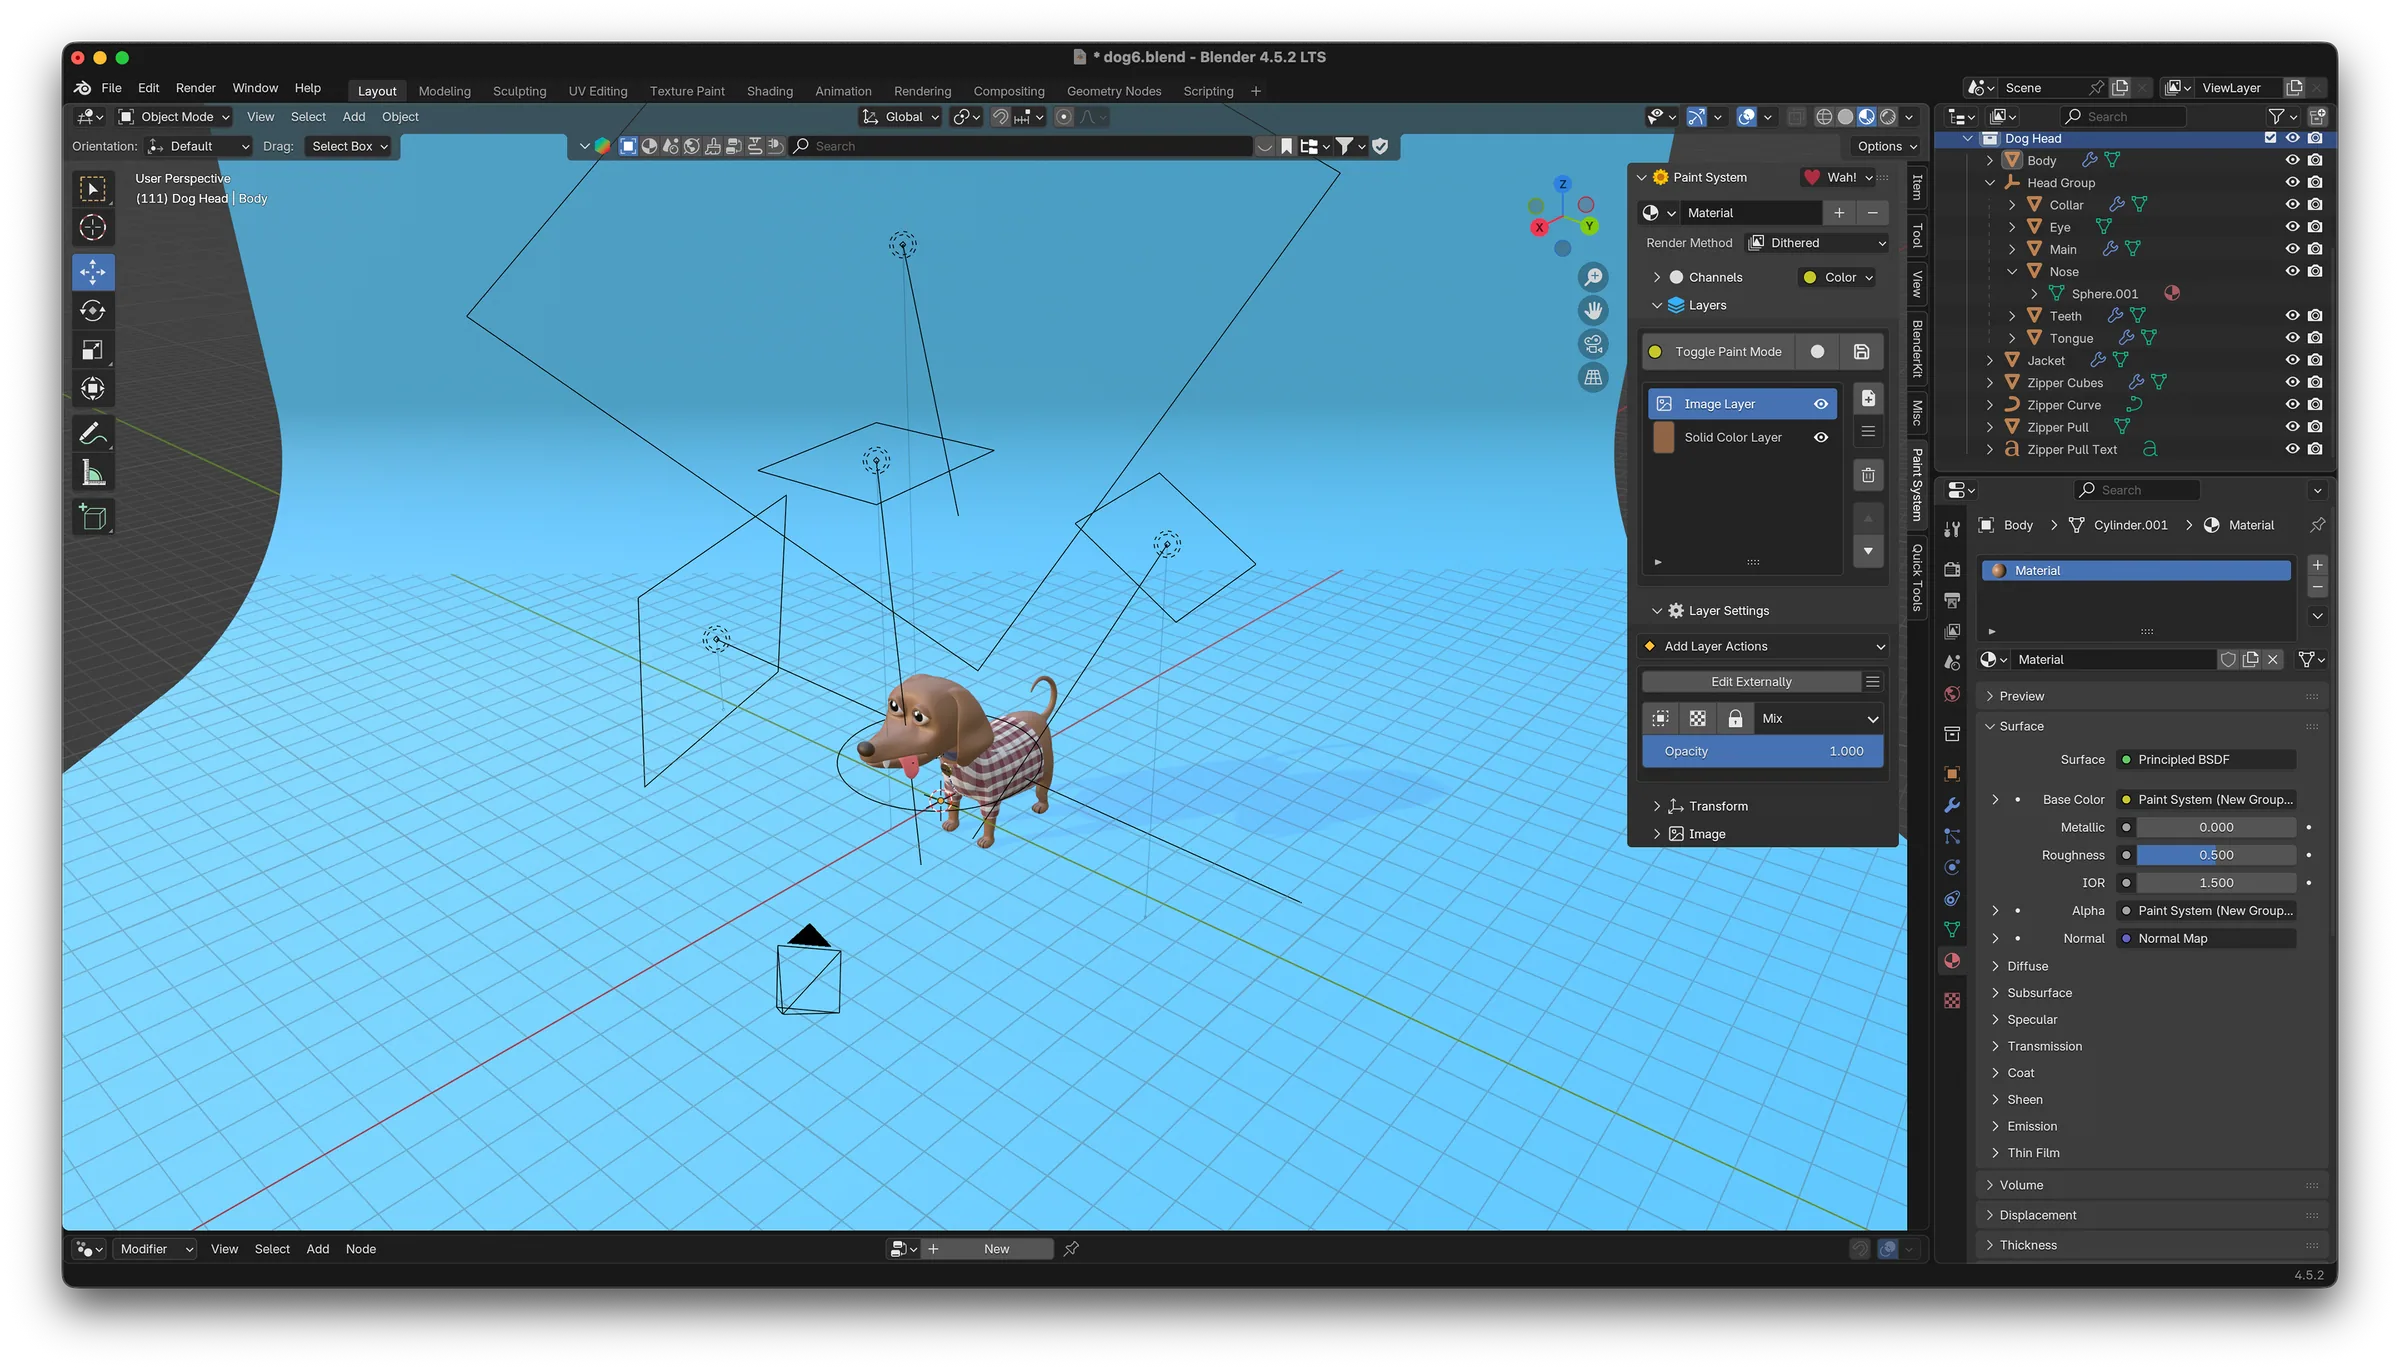 * dog6.blend - Blender 4.5.2 LTS
File Edit Render Window Help Layout Modeling Sculpting UV Editing Texture Paint Shading Animation Rendering Compositing Geometry Nodes Scripting + Scene ViewLayer
Object Mode View Select Add Object Global Search
Orientation: Default Drag: Select Box Search Options
User Perspective
(111) Dog Head | Body
Z
X
Y
Paint System Wah!
Material + −
Render Method Dithered
Channels Color
Layers
Toggle Paint Mode
Image Layer
Solid Color Layer
Layer Settings
Add Layer Actions
Edit Externally
Mix
Opacity 1.000
Transform
Image
Item
Tool
View
BlenderKit
Misc
Paint System
Quick Tools
Dog Head
Body
Head Group
Collar
Eye
Main
Nose
Sphere.001
Teeth
Tongue
Jacket
Zipper Cubes
Zipper Curve
Zipper Pull
Zipper Pull Text
Search
Body Cylinder.001 Material
Material
Material
Preview
Surface
Surface Principled BSDF
Base Color Paint System (New Group...
Metallic 0.000
Roughness 0.500
IOR 1.500
Alpha Paint System (New Group...
Normal Normal Map
Diffuse
Subsurface
Specular
Transmission
Coat
Sheen
Emission
Thin Film
Volume
Displacement
Thickness
Modifier View Select Add Node + New
4.5.2